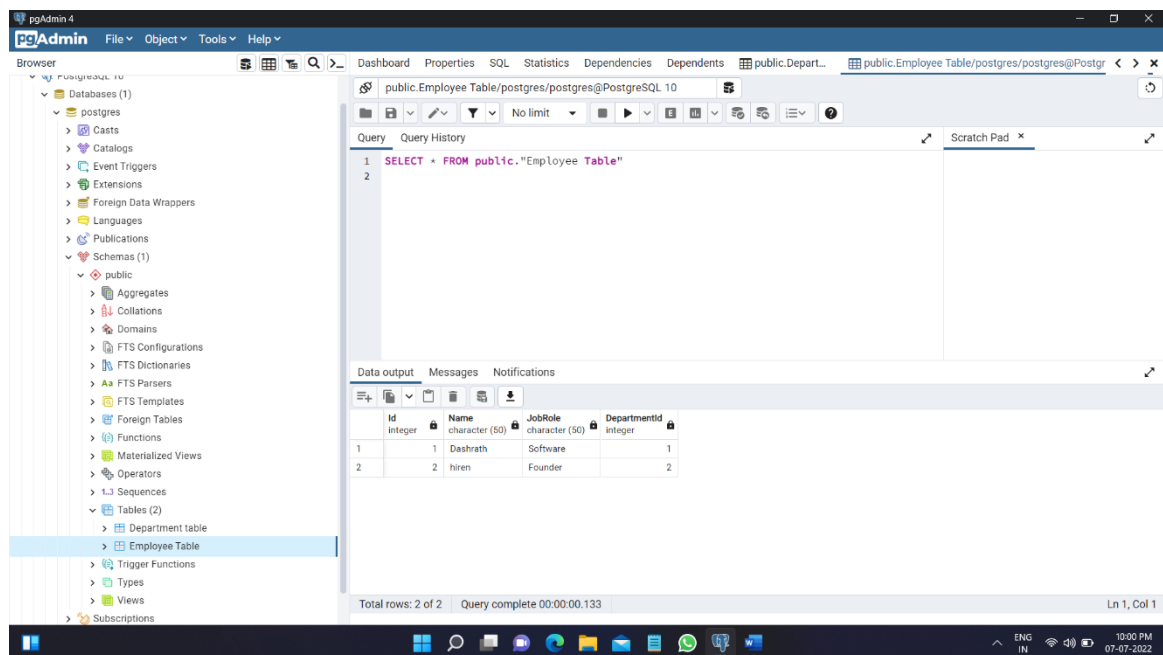 pgAdmin 4
pgAdmin File Object Tools Help
Browser
Dashboard Properties SQL Statistics Dependencies Dependents public.Depart... public.Employee Table/postgres/postgres@Postgr
PostgreSQL 10
Databases (1)
postgres
Casts
Catalogs
Event Triggers
Extensions
Foreign Data Wrappers
Languages
Publications
Schemas (1)
public
Aggregates
Collations
Domains
FTS Configurations
FTS Dictionaries
Aa FTS Parsers
FTS Templates
Foreign Tables
Functions
Materialized Views
Operators
1..3 Sequences
Tables (2)
Department table
Employee Table
Trigger Functions
Types
Views
Subscriptions
public.Employee Table/postgres/postgres@PostgreSQL 10
No limit
E
Query Query History
Scratch Pad
1 SELECT * FROM public."Employee Table"
2
Data output Messages Notifications
Id integer Name character (50) JobRole character (50) DepartmentId integer
1 1 Dashrath Software 1
2 2 hiren Founder 2
Total rows: 2 of 2 Query complete 00:00:00.133 Ln 1, Col 1
ENG IN 10:00 PM 07-07-2022